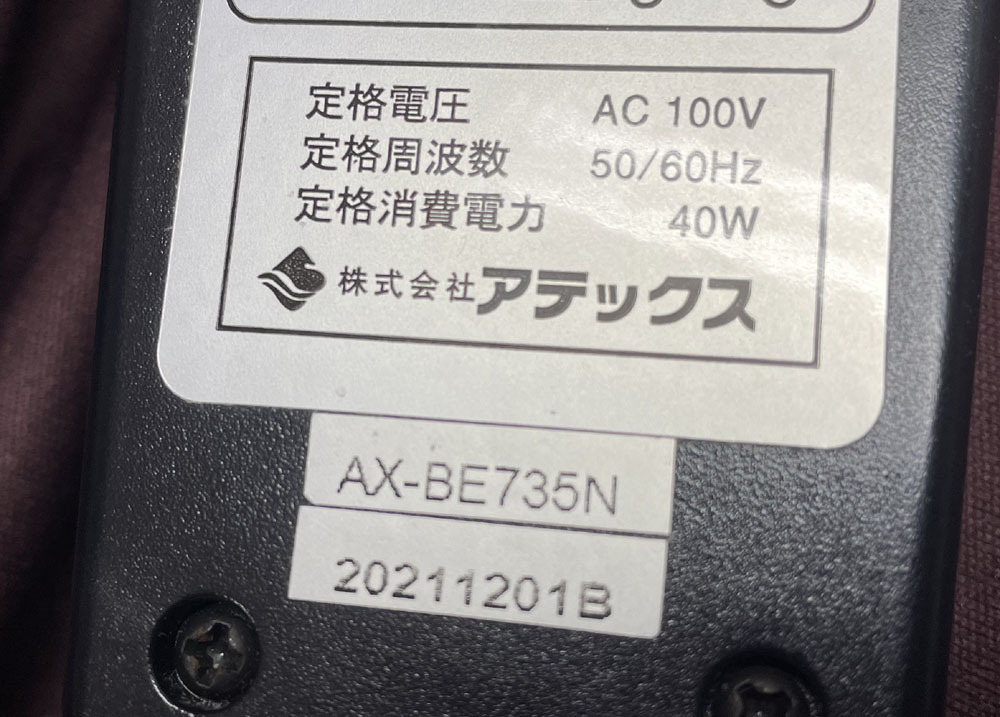 定格電圧 AC 100V
定格周波数 50/60Hz
定格消費電力 40W
株式会社アテックス
AX-BE735N
20211201B